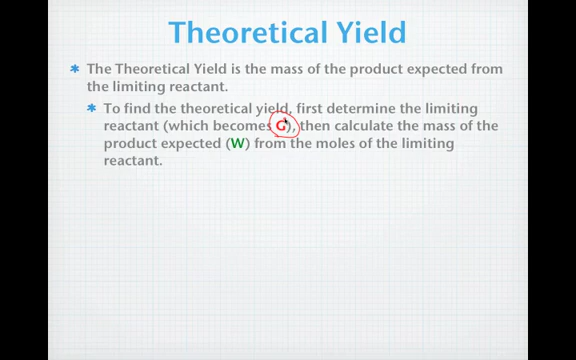 Theoretical Yield
* The Theoretical Yield is the mass of the product expected from
the limiting reactant.
* To find the theoretical yield, first determine the limiting
reactant (which becomes G), then calculate the mass of the
product expected (W) from the moles of the limiting
reactant.